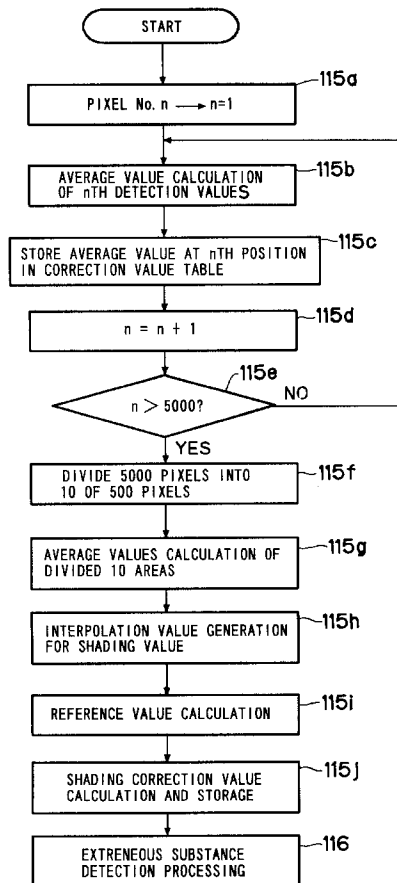 START
115a
PIXEL No. n → n=1
115b
AVERAGE VALUE CALCULATION
OF nTH DETECTION VALUES
115c
STORE AVERAGE VALUE AT nTH POSITION
IN CORRECTION VALUE TABLE
115d
n = n + 1
115e
n > 5000?
NO
YES
115f
DIVIDE 5000 PIXELS INTO
10 OF 500 PIXELS
115g
AVERAGE VALUES CALCULATION OF
DIVIDED 10 AREAS
115h
INTERPOLATION VALUE GENERATION
FOR SHADING VALUE
115i
REFERENCE VALUE CALCULATION
115j
SHADING CORRECTION VALUE
CALCULATION AND STORAGE
116
EXTRENEOUS SUBSTANCE
DETECTION PROCESSING